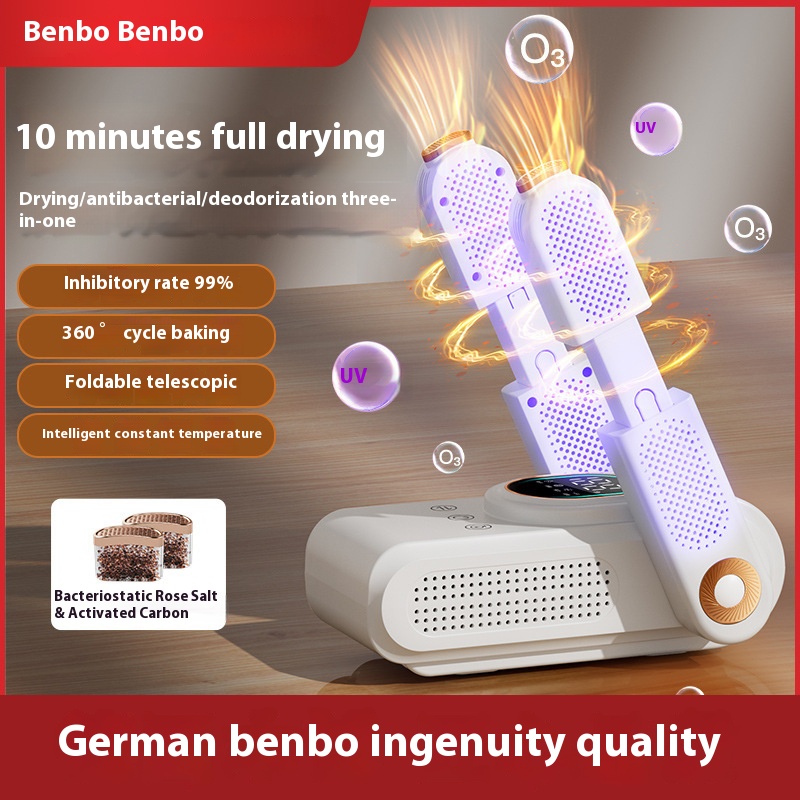 Benbo Benbo
10 minutes full drying
Drying/antibacterial/deodorization three-
in-one
Inhibitory rate 99%
360° cycle baking
Foldable telescopic
Intelligent constant temperature
Bacteriostatic Rose Salt
& Activated Carbon
O₃
UV
O₃
UV
O₃
German benbo ingenuity quality